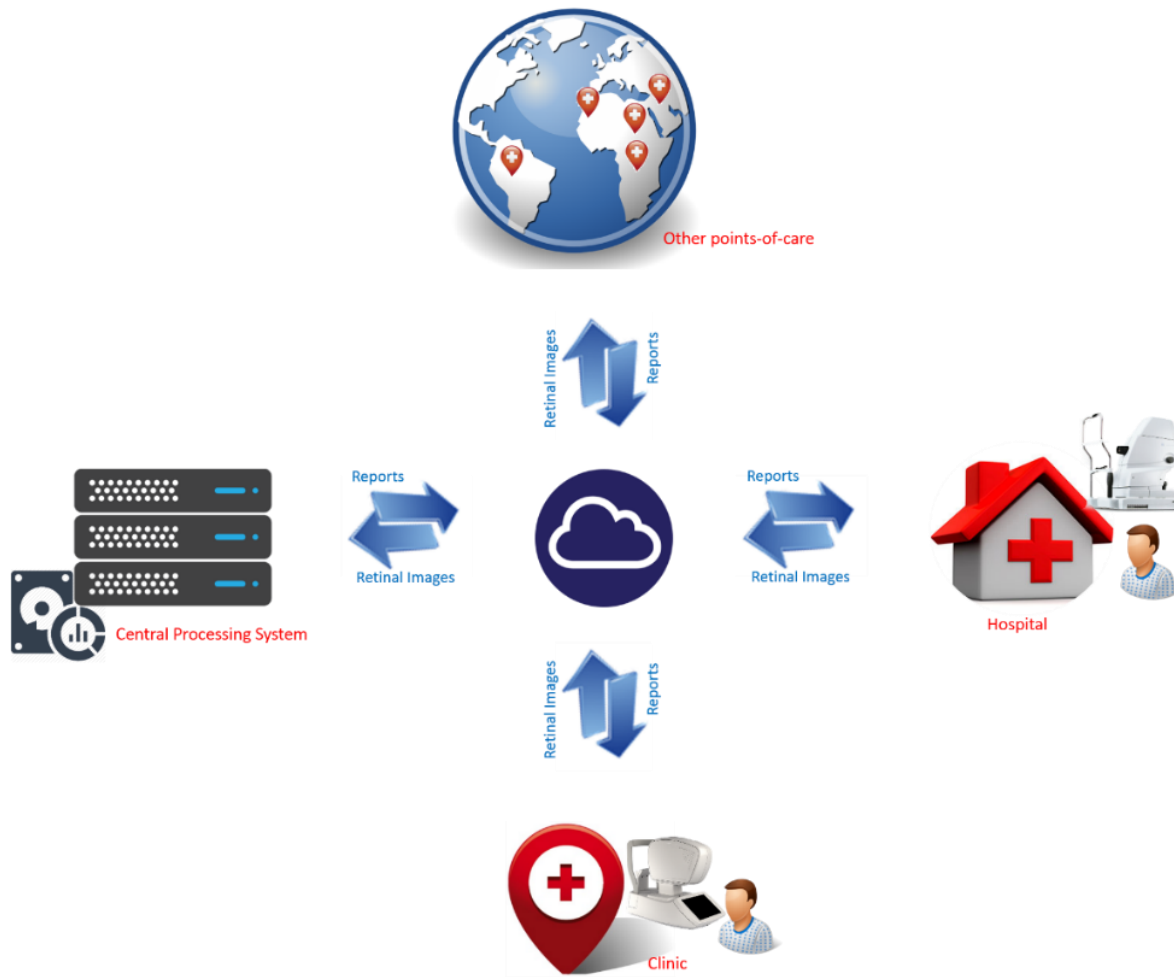 Other points-of-care
Retinal Images
Reports
Reports
Retinal Images
Reports
Retinal Images
Central Processing System
Hospital
Retinal Images
Reports
Clinic